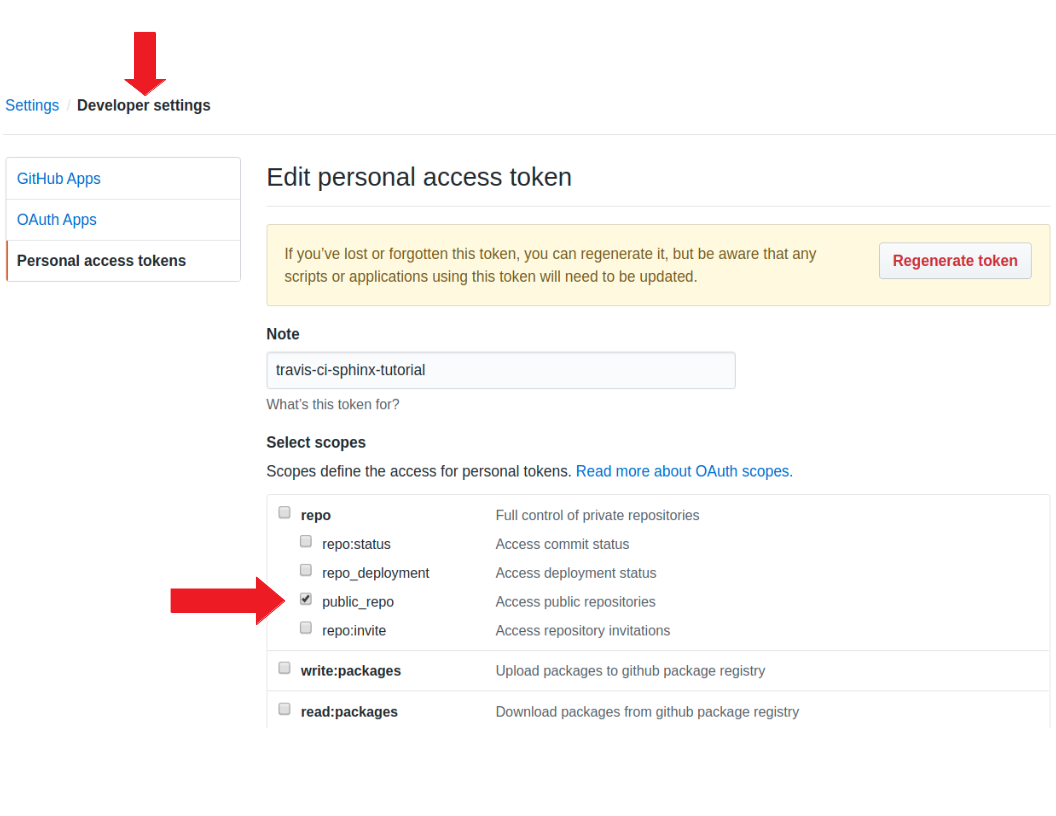 Settings / Developer settings
GitHub Apps
OAuth Apps
Personal access tokens
Edit personal access token
If you’ve lost or forgotten this token, you can regenerate it, but be aware that any
scripts or applications using this token will need to be updated.
Regenerate token
Note
travis-ci-sphinx-tutorial
What’s this token for?
Select scopes
Scopes define the access for personal tokens. Read more about OAuth scopes.
repo Full control of private repositories
repo:status Access commit status
repo_deployment Access deployment status
public_repo Access public repositories
repo:invite Access repository invitations
write:packages Upload packages to github package registry
read:packages Download packages from github package registry